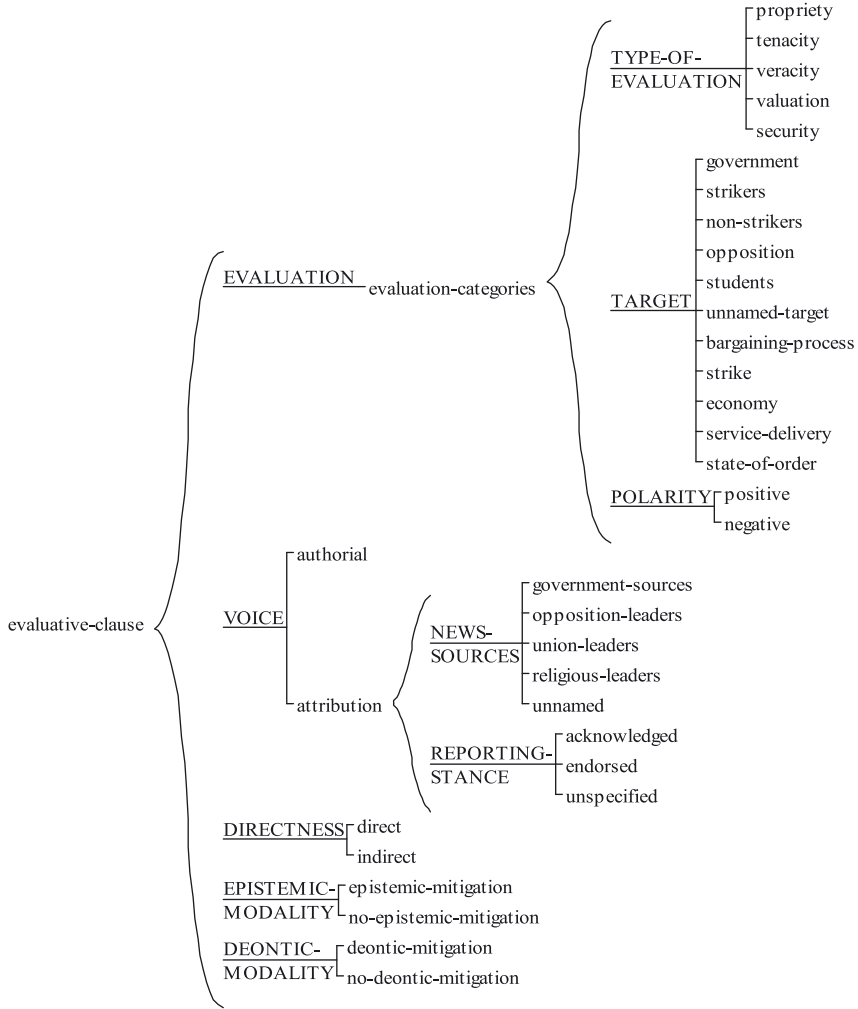 propriety
tenacity
TYPE-OF-
EVALUATION
veracity
valuation
security
government
strikers
non-strikers
opposition
students
TARGET
unnamed-target
bargaining-process
strike
economy
service-delivery
state-of-order
POLARITY
positive
negative
EVALUATION
evaluation-categories
evaluative-clause
VOICE
authorial
attribution
NEWS-
SOURCES
government-sources
opposition-leaders
union-leaders
religious-leaders
unnamed
REPORTING-
STANCE
acknowledged
endorsed
unspecified
DIRECTNESS
direct
indirect
EPISTEMIC-
MODALITY
epistemic-mitigation
no-epistemic-mitigation
DEONTIC-
MODALITY
deontic-mitigation
no-deontic-mitigation